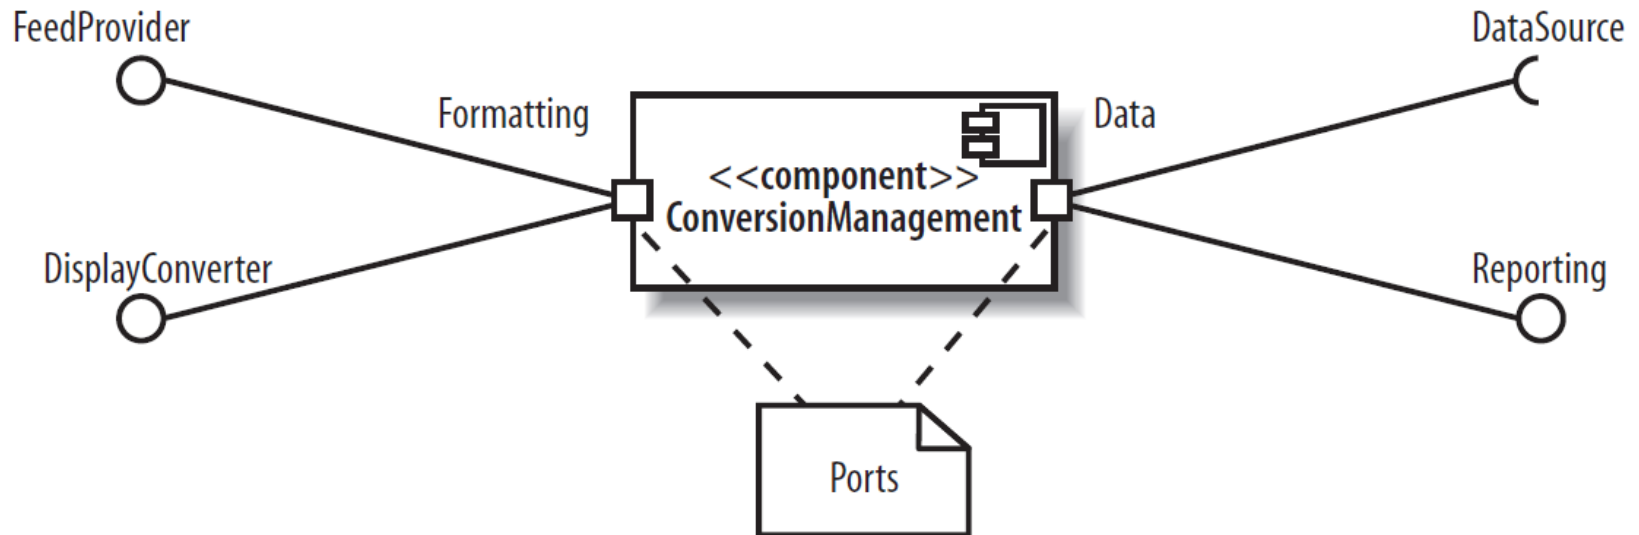 FeedProvider
DataSource
Formatting
Data
<<component>>
ConversionManagement
DisplayConverter
Reporting
Ports